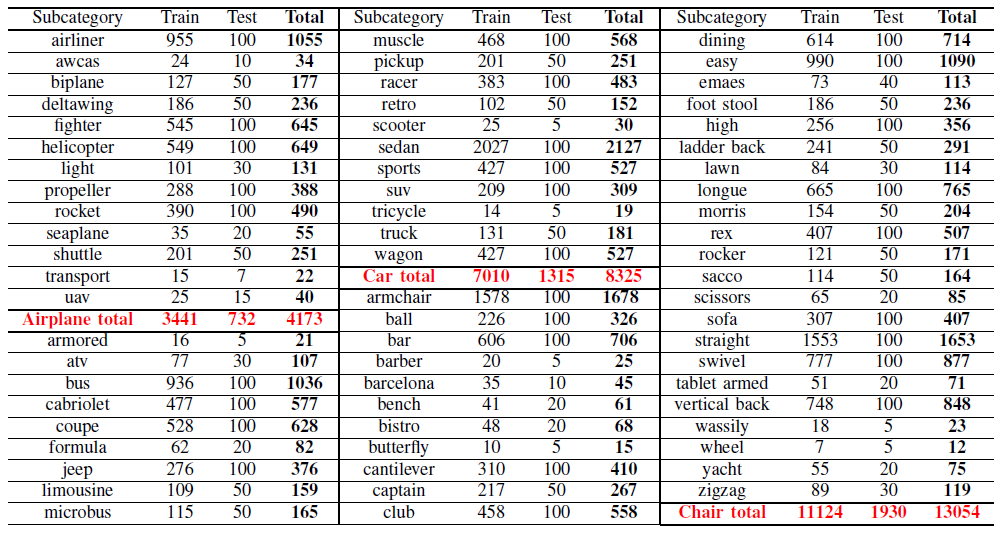 Subcategory Train Test Total Subcategory Train Test Total Subcategory Train Test Total
airliner 955 100 1055 muscle 468 100 568 dining 614 100 714
awcas 24 10 34 pickup 201 50 251 easy 990 100 1090
biplane 127 50 177 racer 383 100 483 emaes 73 40 113
deltawing 186 50 236 retro 102 50 152 foot stool 186 50 236
fighter 545 100 645 scooter 25 5 30 high 256 100 356
helicopter 549 100 649 sedan 2027 100 2127 ladder back 241 50 291
light 101 30 131 sports 427 100 527 lawn 84 30 114
propeller 288 100 388 suv 209 100 309 longue 665 100 765
rocket 390 100 490 tricycle 14 5 19 morris 154 50 204
seaplane 35 20 55 truck 131 50 181 rex 407 100 507
shuttle 201 50 251 wagon 427 100 527 rocker 121 50 171
transport 15 7 22 Car total 7010 1315 8325 sacco 114 50 164
uav 25 15 40 armchair 1578 100 1678 scissors 65 20 85
Airplane total 3441 732 4173 ball 226 100 326 sofa 307 100 407
armored 16 5 21 bar 606 100 706 straight 1553 100 1653
atv 77 30 107 barber 20 5 25 swivel 777 100 877
bus 936 100 1036 barcelona 35 10 45 tablet armed 51 20 71
cabriolet 477 100 577 bench 41 20 61 vertical back 748 100 848
coupe 528 100 628 bistro 48 20 68 wassily 18 5 23
formula 62 20 82 butterfly 10 5 15 wheel 7 5 12
jeep 276 100 376 cantilever 310 100 410 yacht 55 20 75
limousine 109 50 159 captain 217 50 267 zigzag 89 30 119
microbus 115 50 165 club 458 100 558 Chair total 11124 1930 13054